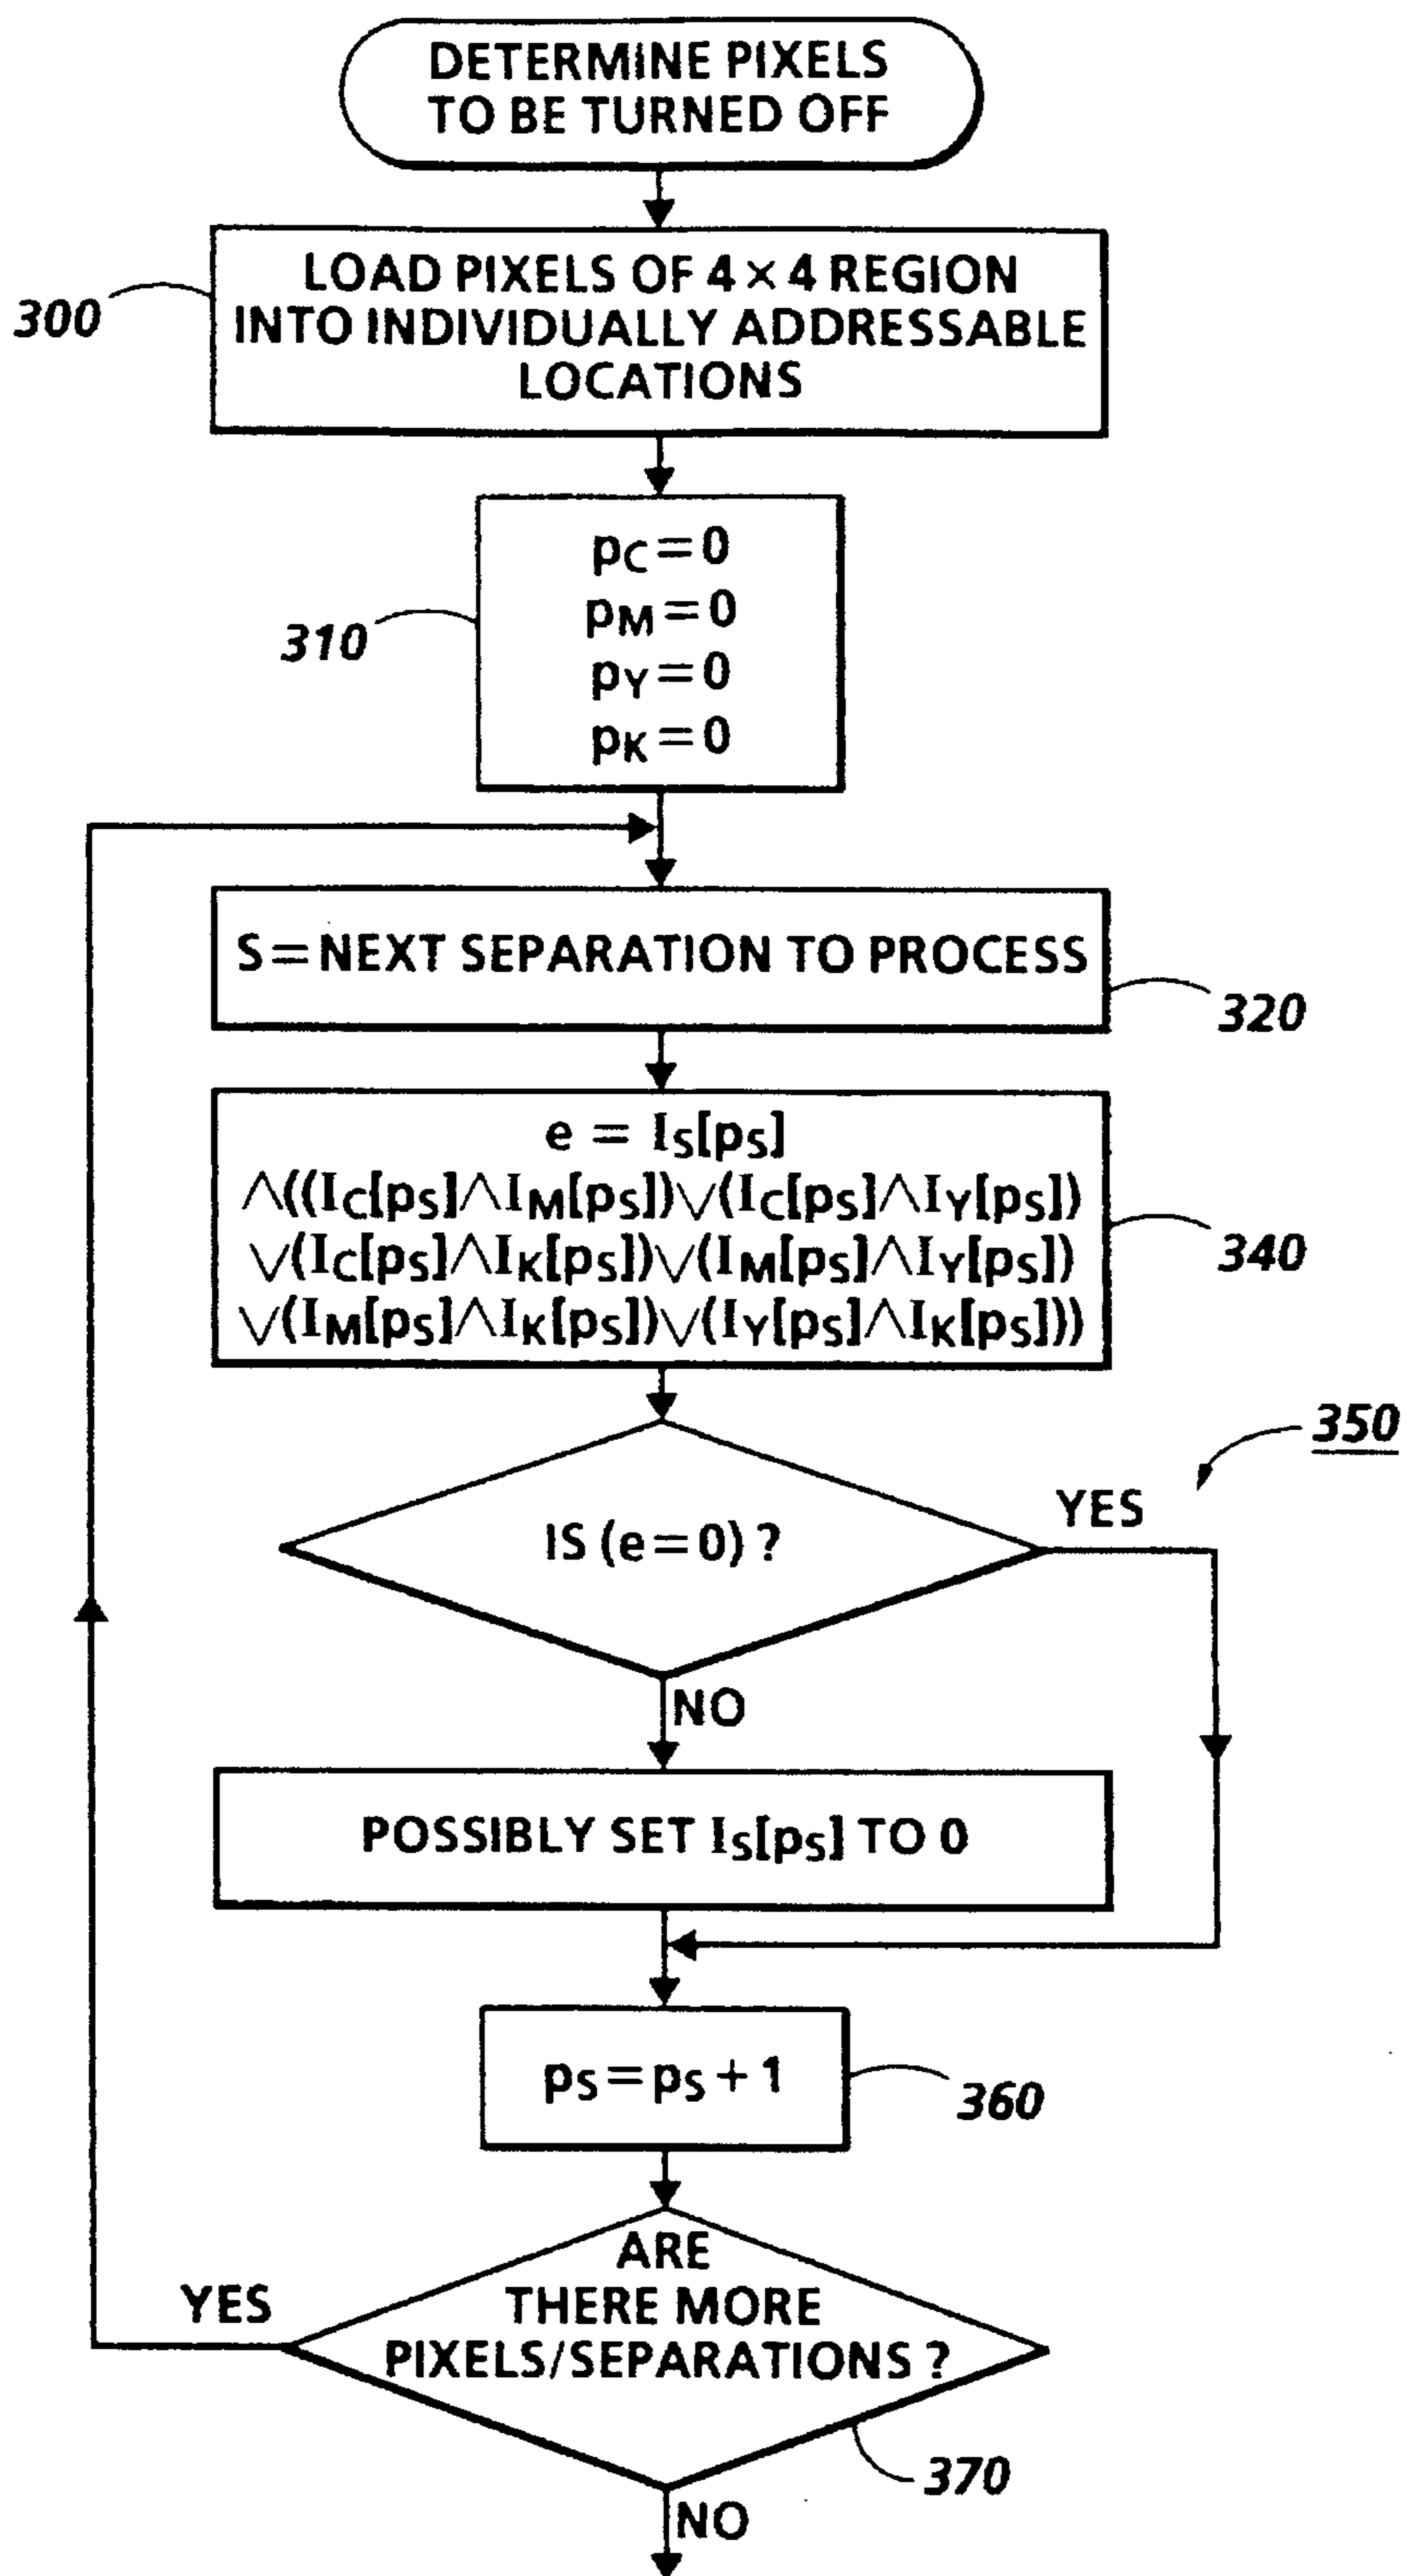 DETERMINE PIXELS
TO BE TURNED OFF
LOAD PIXELS OF 4 × 4 REGION
INTO INDIVIDUALLY ADDRESSABLE
LOCATIONS
300
pC = 0
pM = 0
pY = 0
pK = 0
310
S = NEXT SEPARATION TO PROCESS
320
e = IS[pS]
∧((IC[pS]∧IM[pS])∨(IC[pS]∧IY[pS])
∨(IC[pS]∧IK[pS])∨(IM[pS]∧IY[pS])
∨(IM[pS]∧IK[pS])∨(IY[pS]∧IK[pS]))
340
350
IS (e = 0) ?
YES
NO
POSSIBLY SET IS[pS] TO 0
pS = pS + 1
360
ARE
THERE MORE
PIXELS/SEPARATIONS ?
YES
370
NO